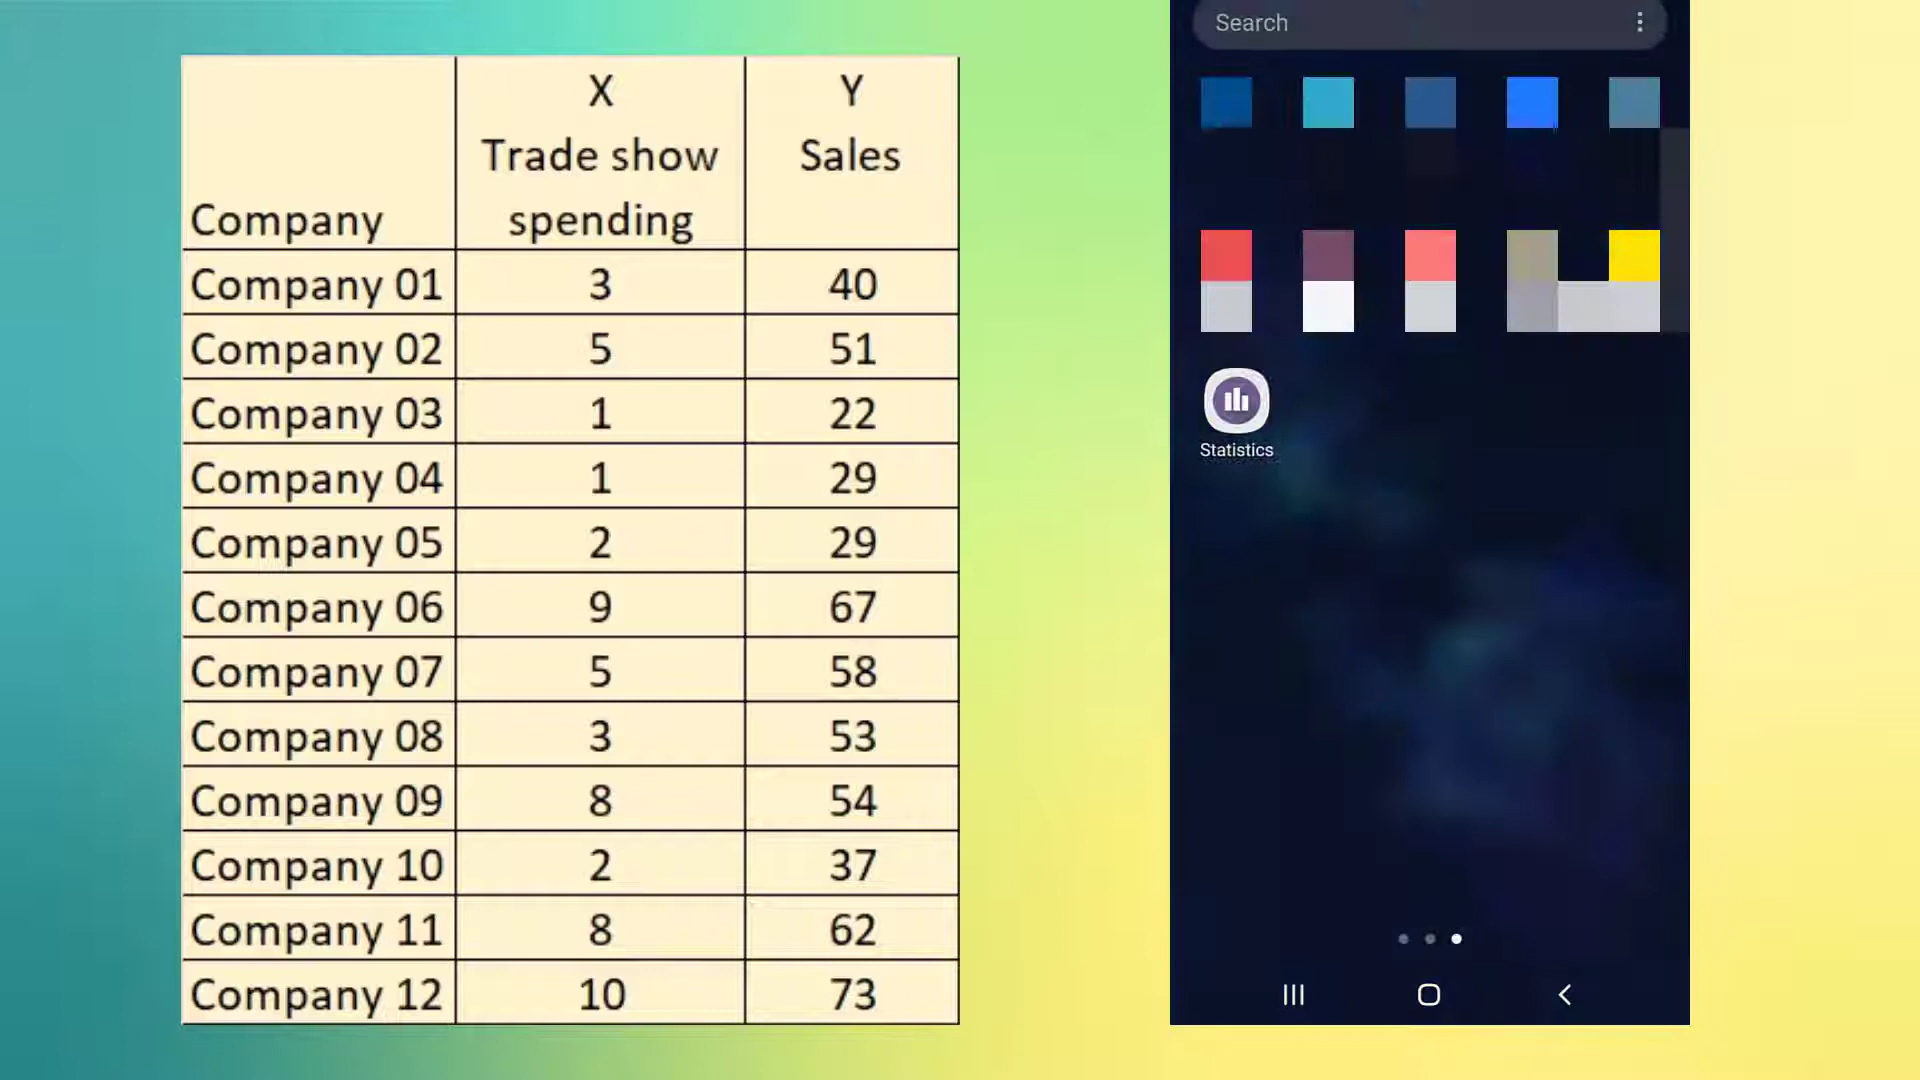 X Y
Trade show Sales
Company spending
Company 01 3 40
Company 02 5 51
Company 03 1 22
Company 04 1 29
Company 05 2 29
Company 06 9 67
Company 07 5 58
Company 08 3 53
Company 09 8 54
Company 10 2 37
Company 11 8 62
Company 12 10 73
Search
Statistics